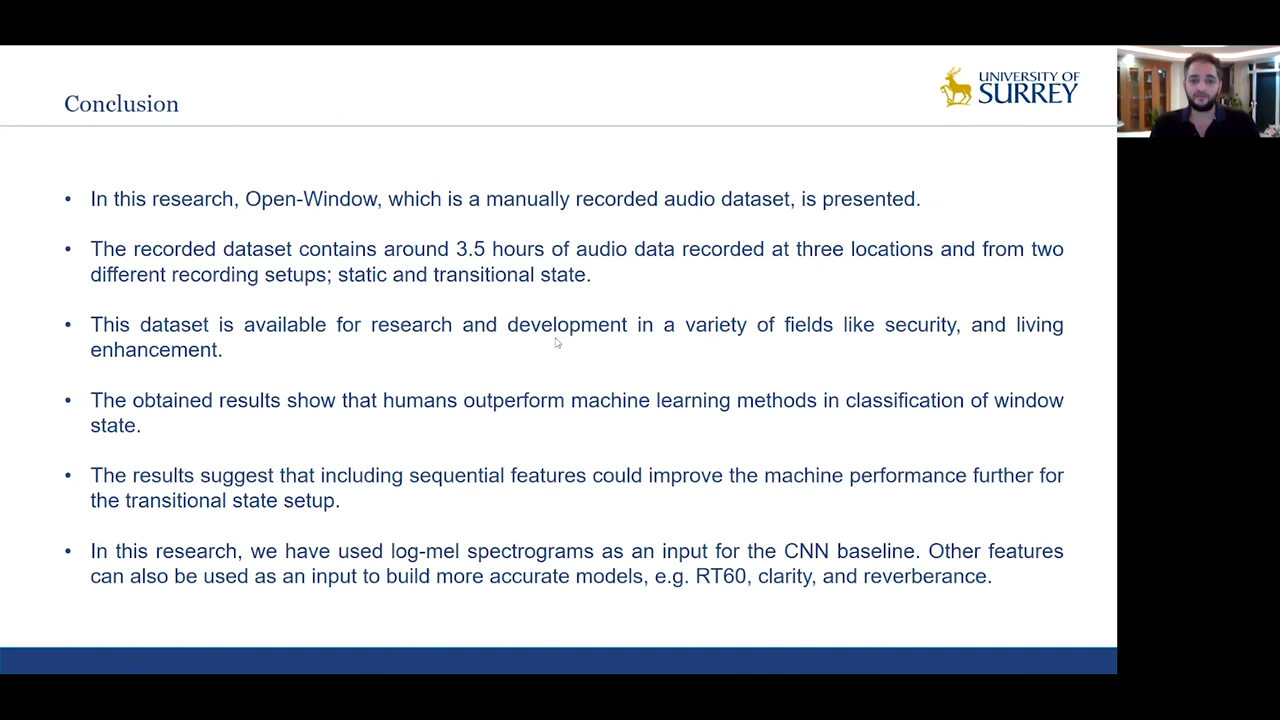 Conclusion
UNIVERSITY OF
SURREY
• In this research, Open-Window, which is a manually recorded audio dataset, is presented.
• The recorded dataset contains around 3.5 hours of audio data recorded at three locations and from two
different recording setups; static and transitional state.
• This dataset is available for research and development in a variety of fields like security, and living
enhancement.
• The obtained results show that humans outperform machine learning methods in classification of window
state.
• The results suggest that including sequential features could improve the machine performance further for
the transitional state setup.
• In this research, we have used log-mel spectrograms as an input for the CNN baseline. Other features
can also be used as an input to build more accurate models, e.g. RT60, clarity, and reverberance.